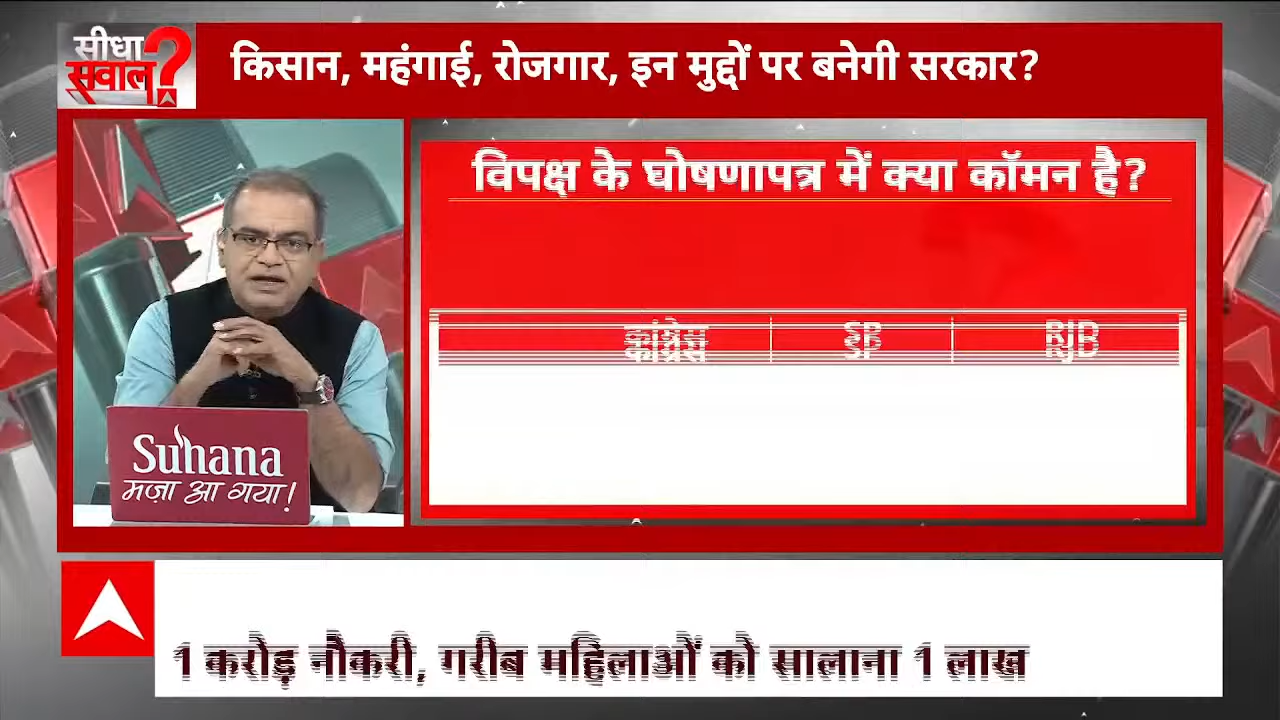 सीधा सवाल?
किसान, महंगाई, रोजगार, इन मुद्दों पर बनेगी सरकार?
विपक्ष के घोषणापत्र में क्या कॉमन है?
कांग्रेस SP RJD
Suhana
मज़ा आ गया!
1 करोड़ नौकरी, गरीब महिलाओं को सालाना 1 लाख